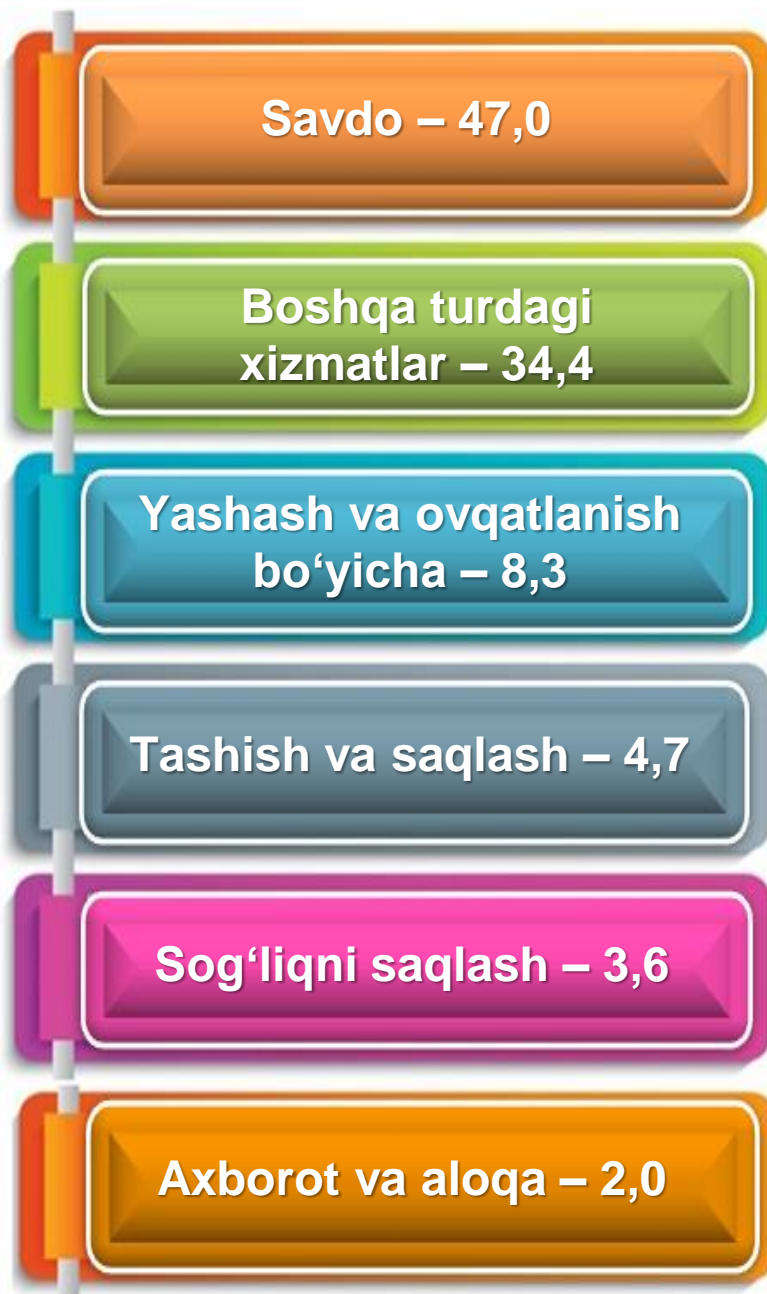 Savdo – 47,0
Boshqa turdagi
xizmatlar – 34,4
Yashash va ovqatlanish
bo‘yicha – 8,3
Tashish va saqlash – 4,7
Sog‘liqni saqlash – 3,6
Axborot va aloqa – 2,0